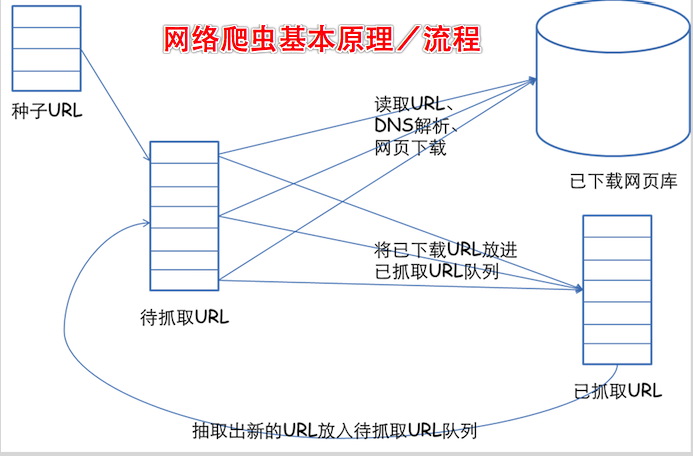 网络爬虫基本原理／流程
种子URL
读取URL、
DNS解析、
网页下载
已下载网页库
将已下载URL放进
已抓取URL队列
待抓取URL
已抓取URL
抽取出新的URL放入待抓取URL队列